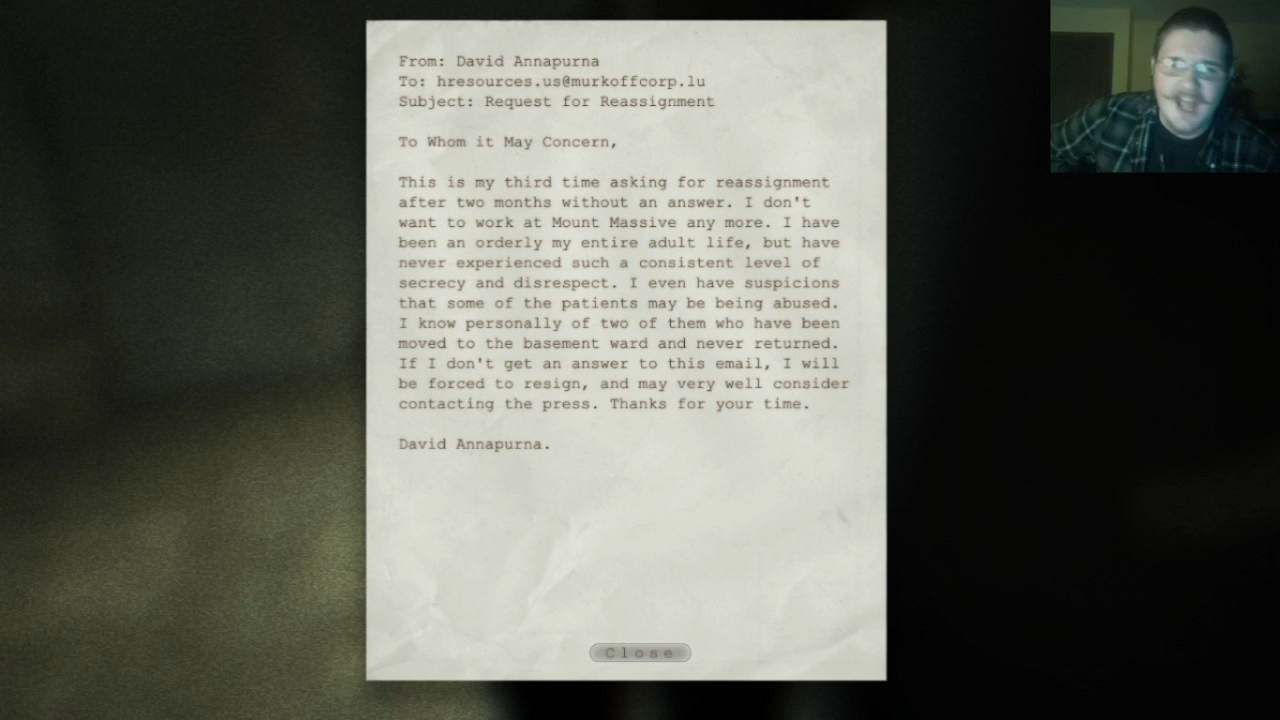 From: David Annapurna
To: hresources.us@murkoffcorp.lu
Subject: Request for Reassignment
To Whom it May Concern,
This is my third time asking for reassignment
after two months without an answer. I don't
want to work at Mount Massive any more. I have
been an orderly my entire adult life, but have
never experienced such a consistent level of
secrecy and disrespect. I even have suspicions
that some of the patients may be being abused.
I know personally of two of them who have been
moved to the basement ward and never returned.
If I don't get an answer to this email, I will
be forced to resign, and may very well consider
contacting the press. Thanks for your time.
David Annapurna.
Close